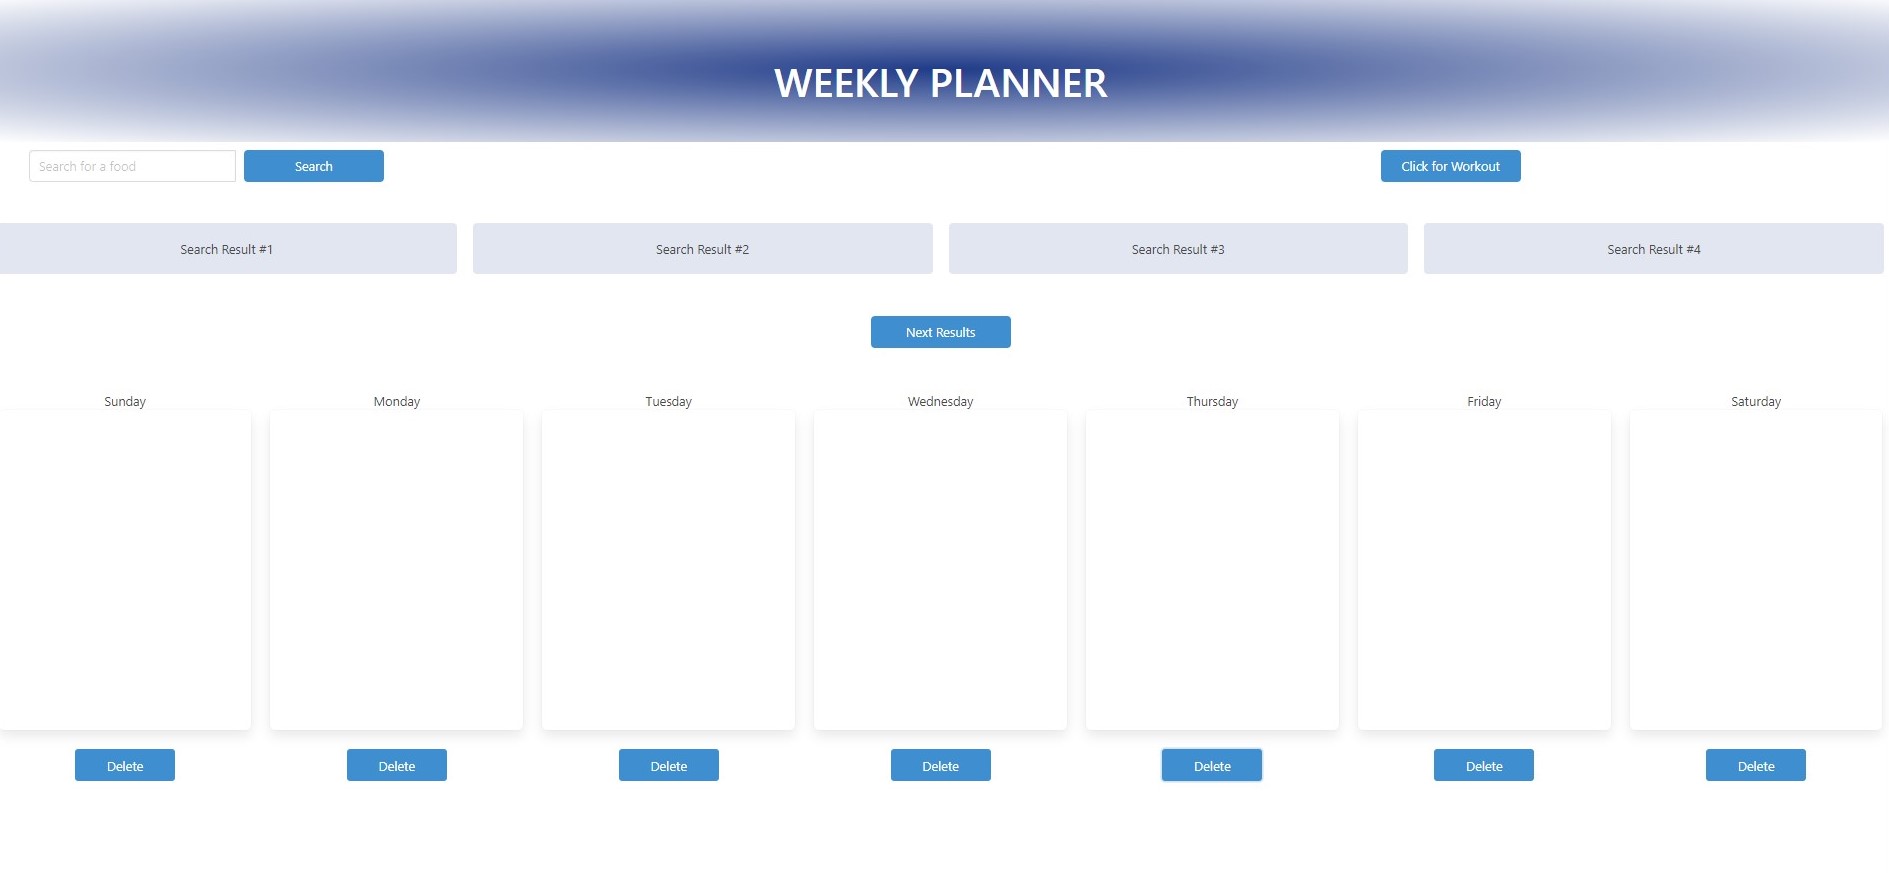 WEEKLY PLANNER
Search for a food Search Click for Workout
Search Result #1 Search Result #2 Search Result #3 Search Result #4
Next Results
Sunday Monday Tuesday Wednesday Thursday Friday Saturday
Delete Delete Delete Delete Delete Delete Delete